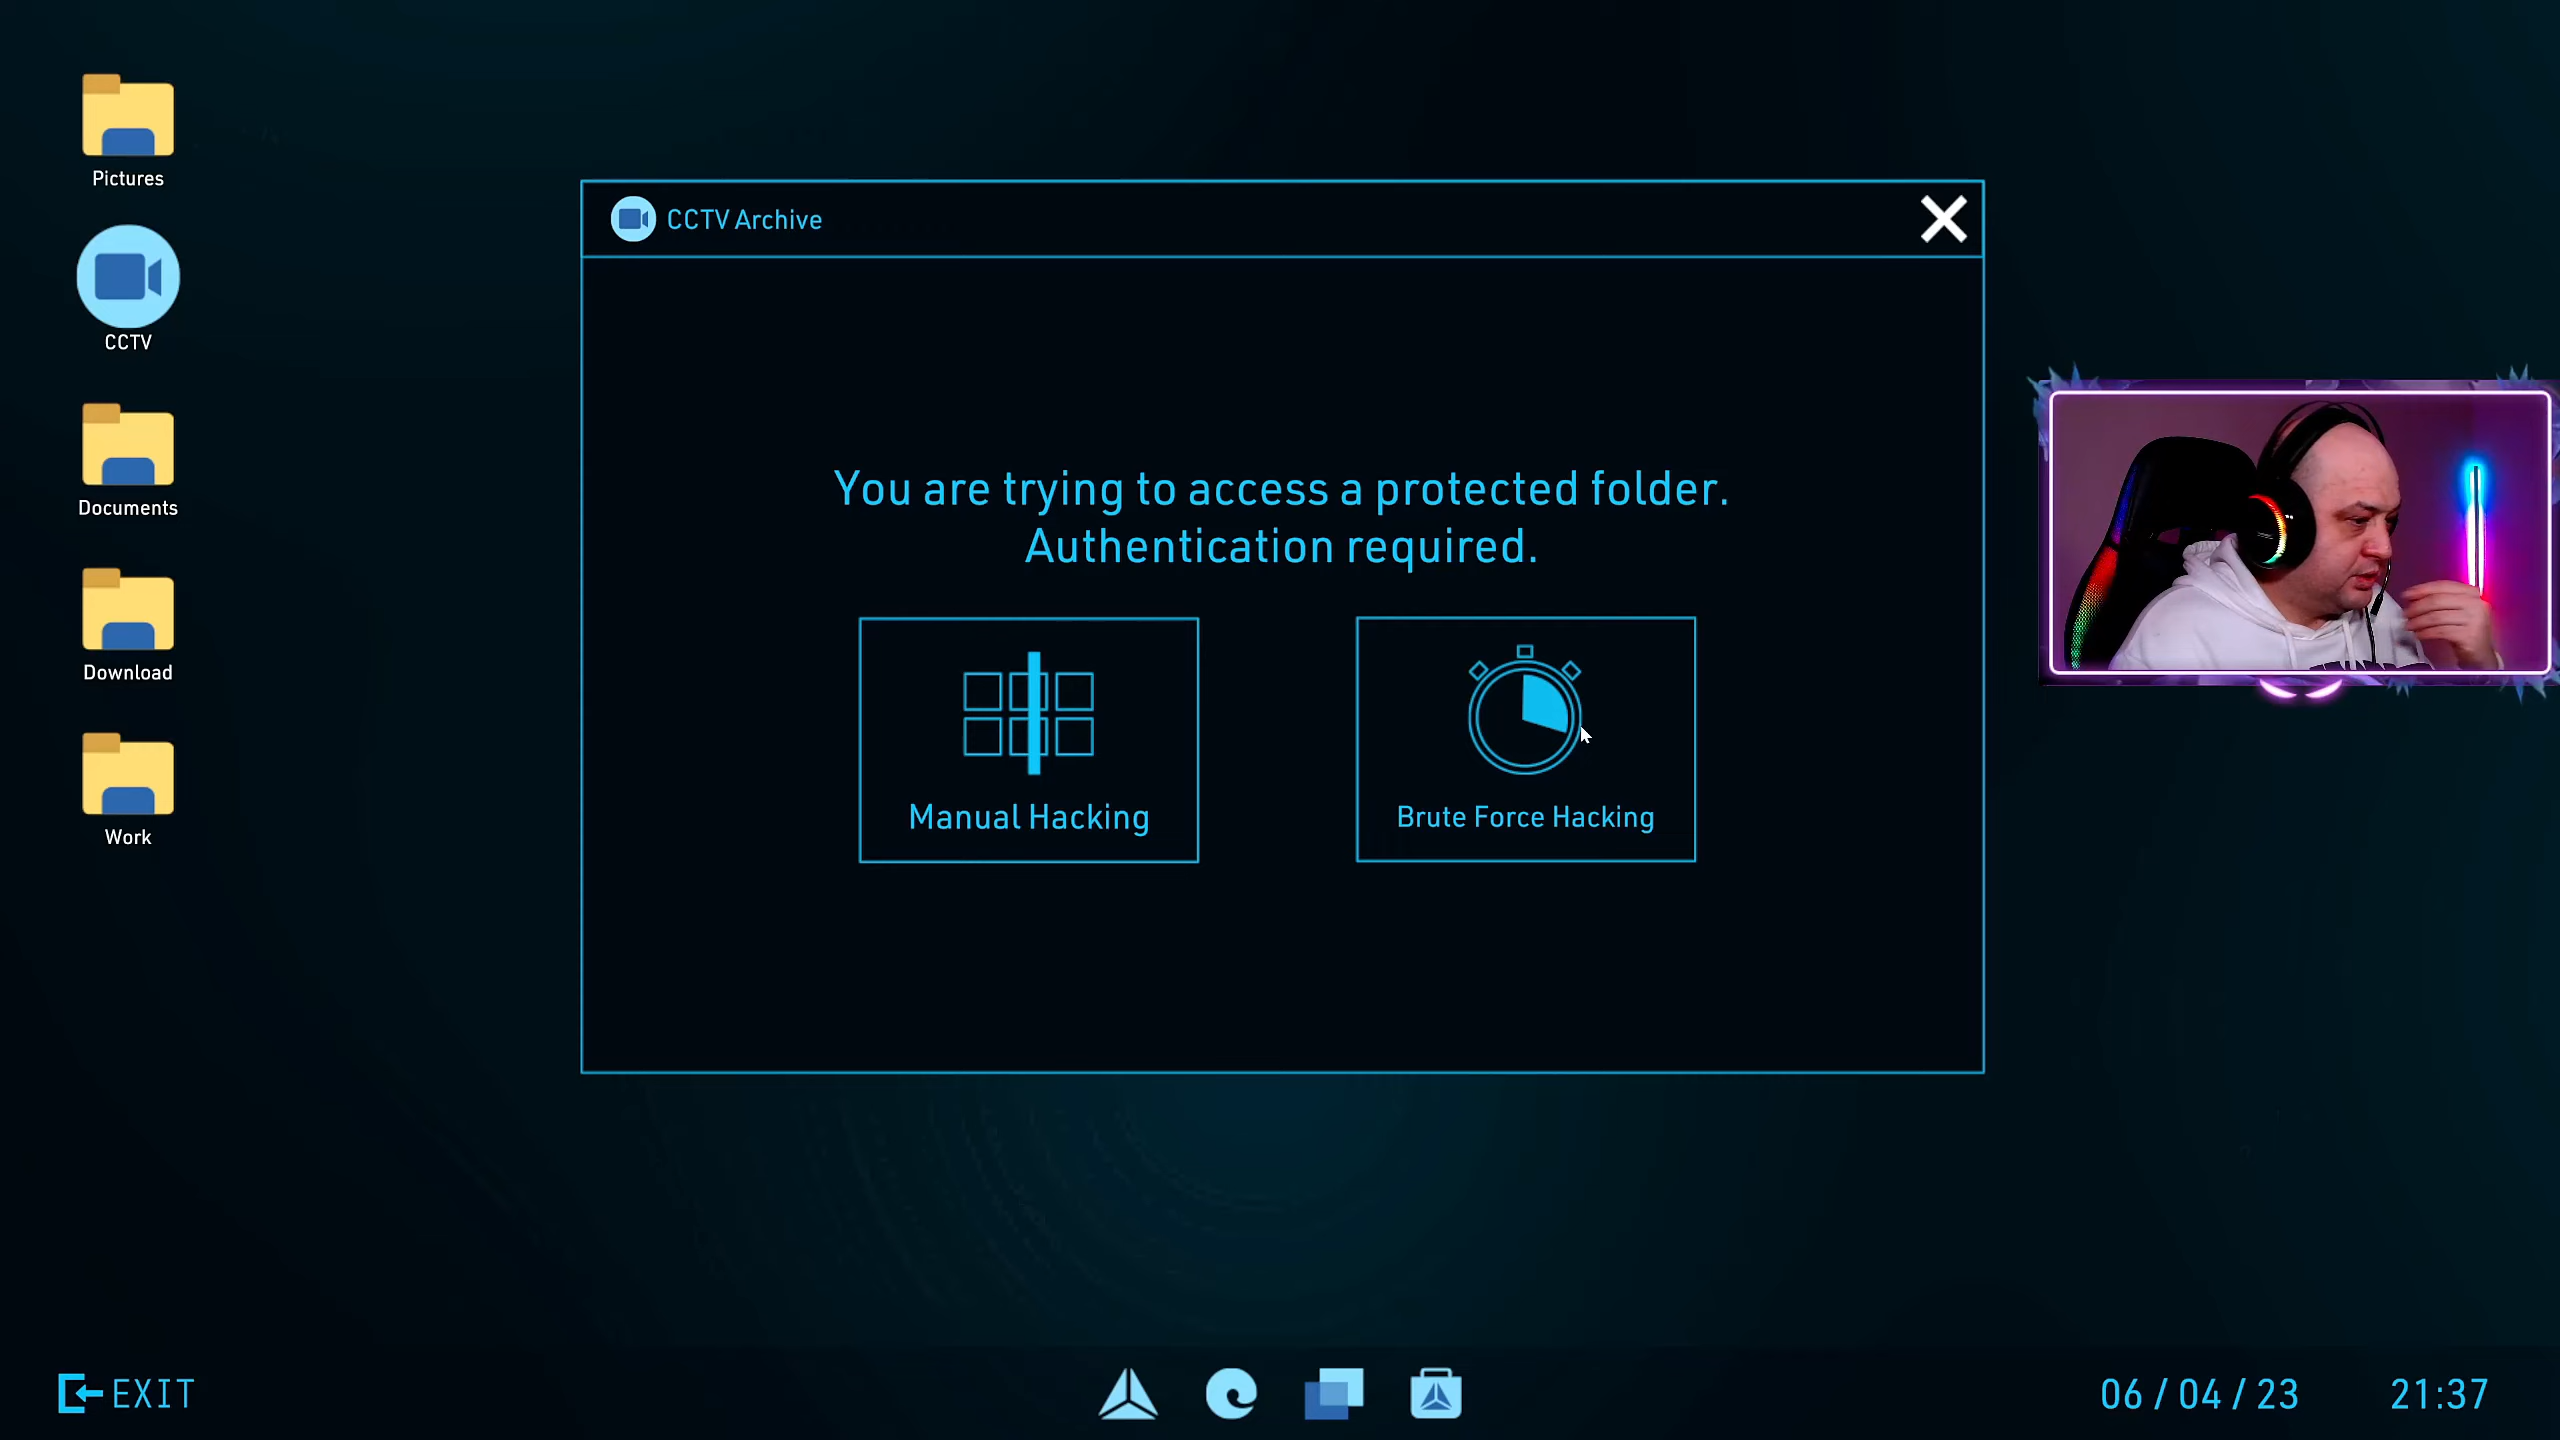 Pictures
CCTV
Documents
Download
Work
CCTV Archive
You are trying to access a protected folder.
Authentication required.
Manual Hacking
Brute Force Hacking
EXIT
06 / 04 / 23
21:37